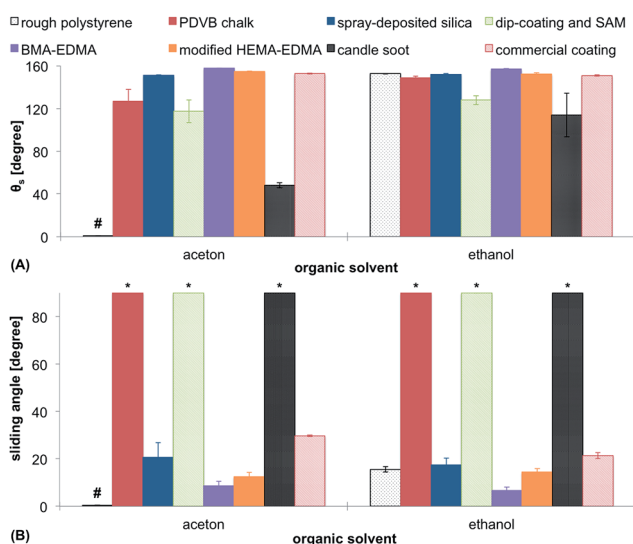 rough polystyrene PDVB chalk spray-deposited silica dip-coating and SAM
BMA-EDMA modified HEMA-EDMA candle soot commercial coating
160
120
80
40
0
θs [degree]
#
aceton ethanol
(A) organic solvent
80
60
40
20
0
sliding angle [degree]
* * * * * *
#
aceton ethanol
(B) organic solvent